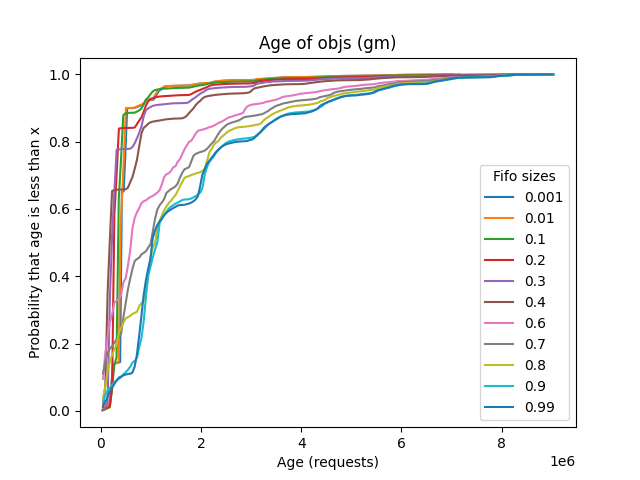 Age of objs (gm)
Probability that age is less than x
1.0
0.8
0.6
0.4
0.2
0.0
Fifo sizes
0.001
0.01
0.1
0.2
0.3
0.4
0.6
0.7
0.8
0.9
0.99
0 2 4 6 8
1e6
Age (requests)